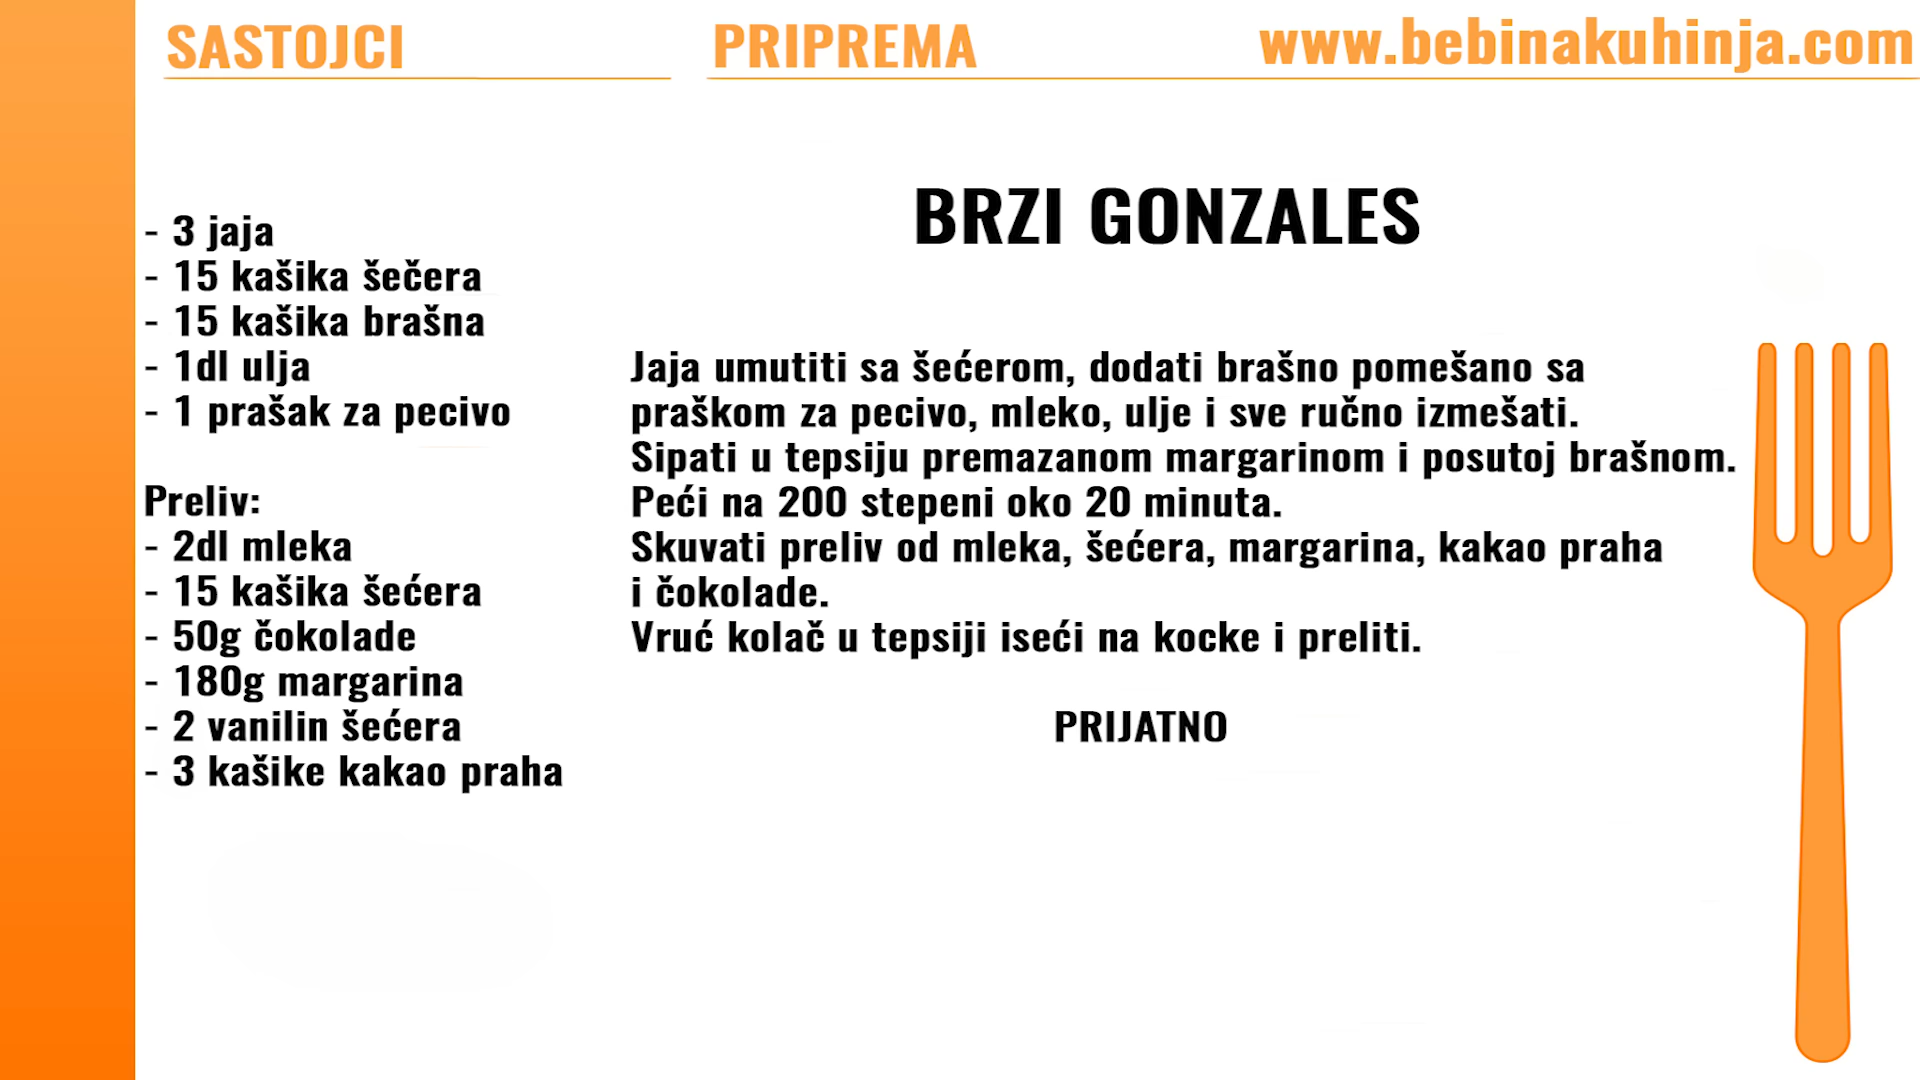 SASTOJCI
PRIPREMA
www.bebinakuhinja.com
- 3 jaja
- 15 kašika šečera
- 15 kašika brašna
- 1dl ulja
- 1 prašak za pecivo
Preliv:
- 2dl mleka
- 15 kašika šećera
- 50g čokolade
- 180g margarina
- 2 vanilin šećera
- 3 kašike kakao praha
BRZI GONZALES
Jaja umutiti sa šećerom, dodati brašno pomešano sa
praškom za pecivo, mleko, ulje i sve ručno izmešati.
Sipati u tepsiju premazanom margarinom i posutoj brašnom.
Peći na 200 stepeni oko 20 minuta.
Skuvati preliv od mleka, šećera, margarina, kakao praha
i čokolade.
Vruć kolač u tepsiji iseći na kocke i preliti.
PRIJATNO